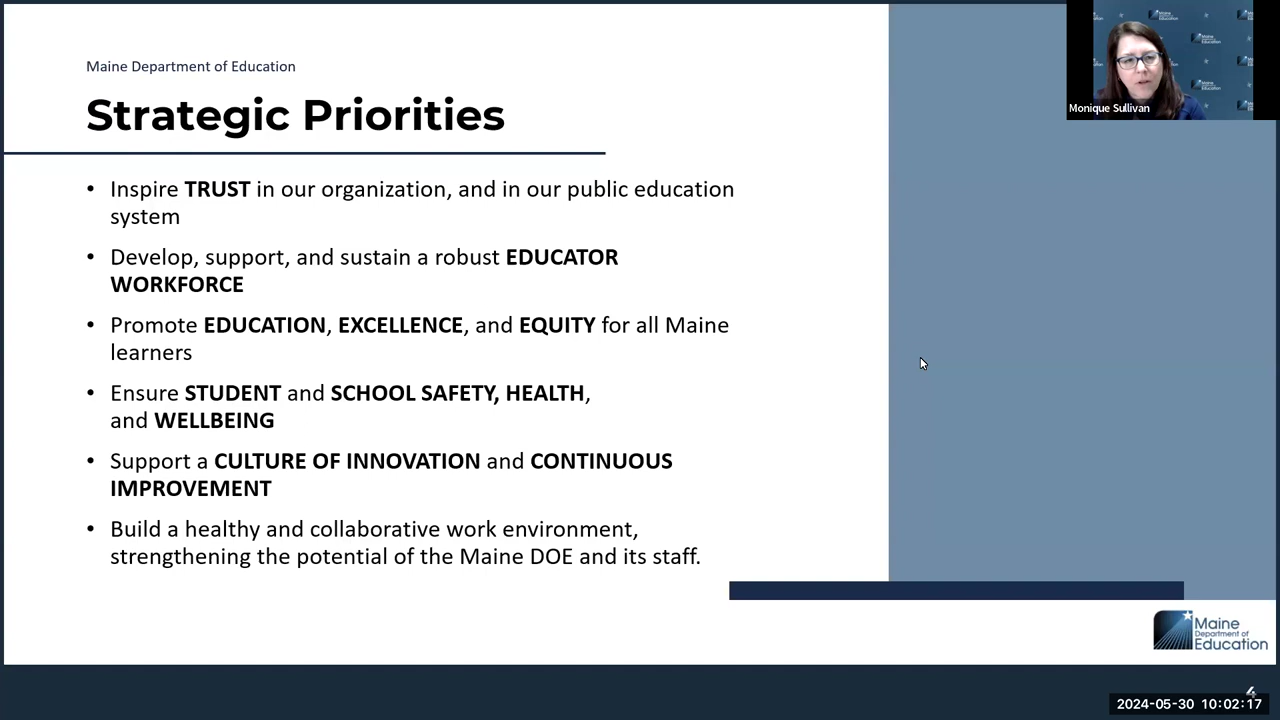 Maine Department of Education
Strategic Priorities
• Inspire TRUST in our organization, and in our public education
system
• Develop, support, and sustain a robust EDUCATOR
WORKFORCE
• Promote EDUCATION, EXCELLENCE, and EQUITY for all Maine
learners
• Ensure STUDENT and SCHOOL SAFETY, HEALTH,
and WELLBEING
• Support a CULTURE OF INNOVATION and CONTINUOUS
IMPROVEMENT
• Build a healthy and collaborative work environment,
strengthening the potential of the Maine DOE and its staff.
Monique Sullivan
Maine
Department of
Education
4
2024-05-30 10:02:17